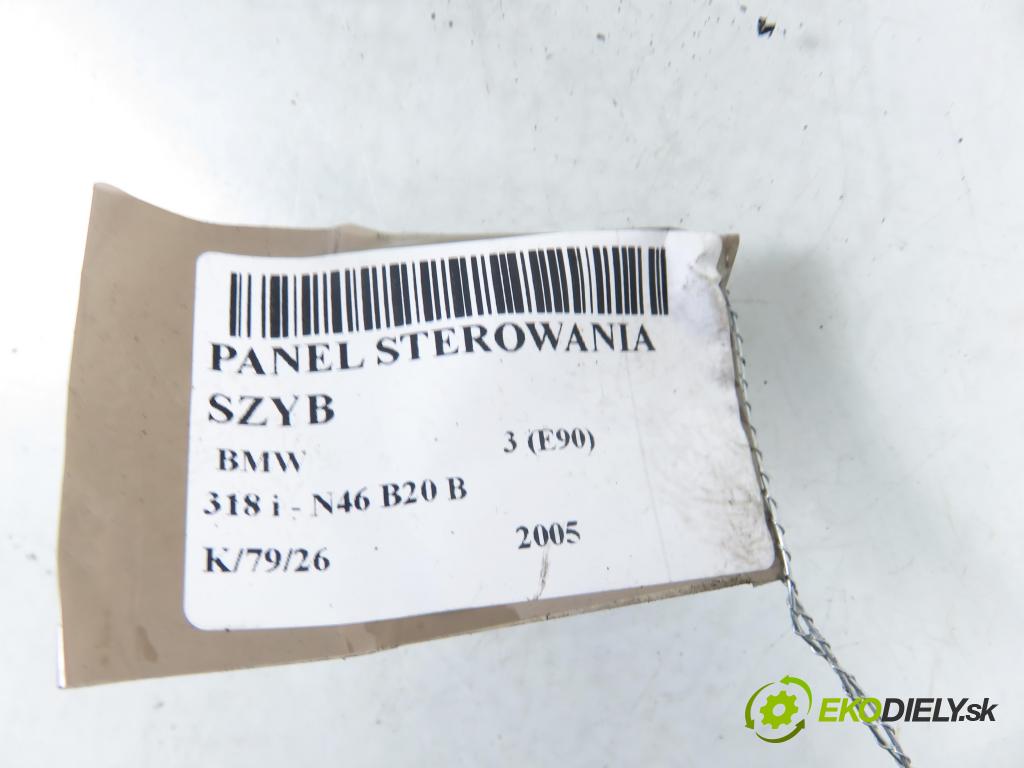 PANEL STEROWANIA
SZYB
BMW 3 (E90)
318 i - N46 B20 B
K/79/26 2005
EKODIELY.sk